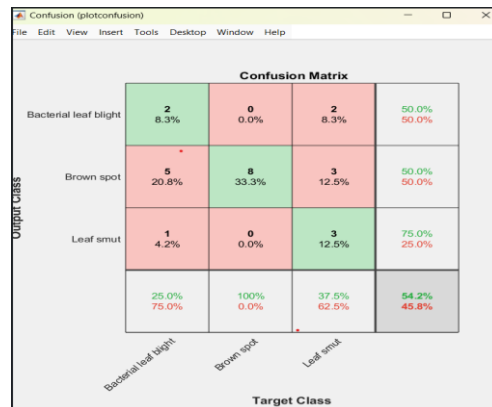 Confusion (plotconfusion)
File Edit View Insert Tools Desktop Window Help
Confusion Matrix
Output Class
Bacterial leaf blight
2 0 2 50.0%
8.3% 0.0% 8.3% 50.0%
Brown spot
5 8 3 50.0%
20.8% 33.3% 12.5% 50.0%
Leaf smut
1 0 3 75.0%
4.2% 0.0% 12.5% 25.0%
25.0% 100% 37.5% 54.2%
75.0% 0.0% 62.5% 45.8%
Bacterial leaf blight
Brown spot
Leaf smut
Target Class